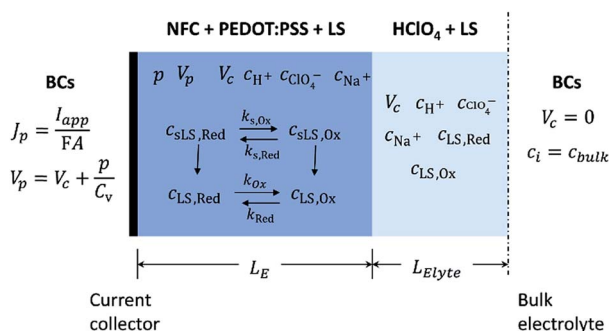 NFC + PEDOT:PSS + LS
HClO₄ + LS
BCs
J_p = I_app / FA
V_p = V_c + p / C_v
p V_p V_c c_H⁺ c_ClO₄⁻ c_Na⁺
c_sLS,Red k_s,Ox c_sLS,Ox
k_s,Red
c_LS,Red k_Ox c_LS,Ox
k_Red
V_c c_H⁺ c_ClO₄⁻
c_Na⁺ c_LS,Red
c_LS,Ox
BCs
V_c = 0
c_i = c_bulk
L_E
L_Elyte
Current
collector
Bulk
electrolyte